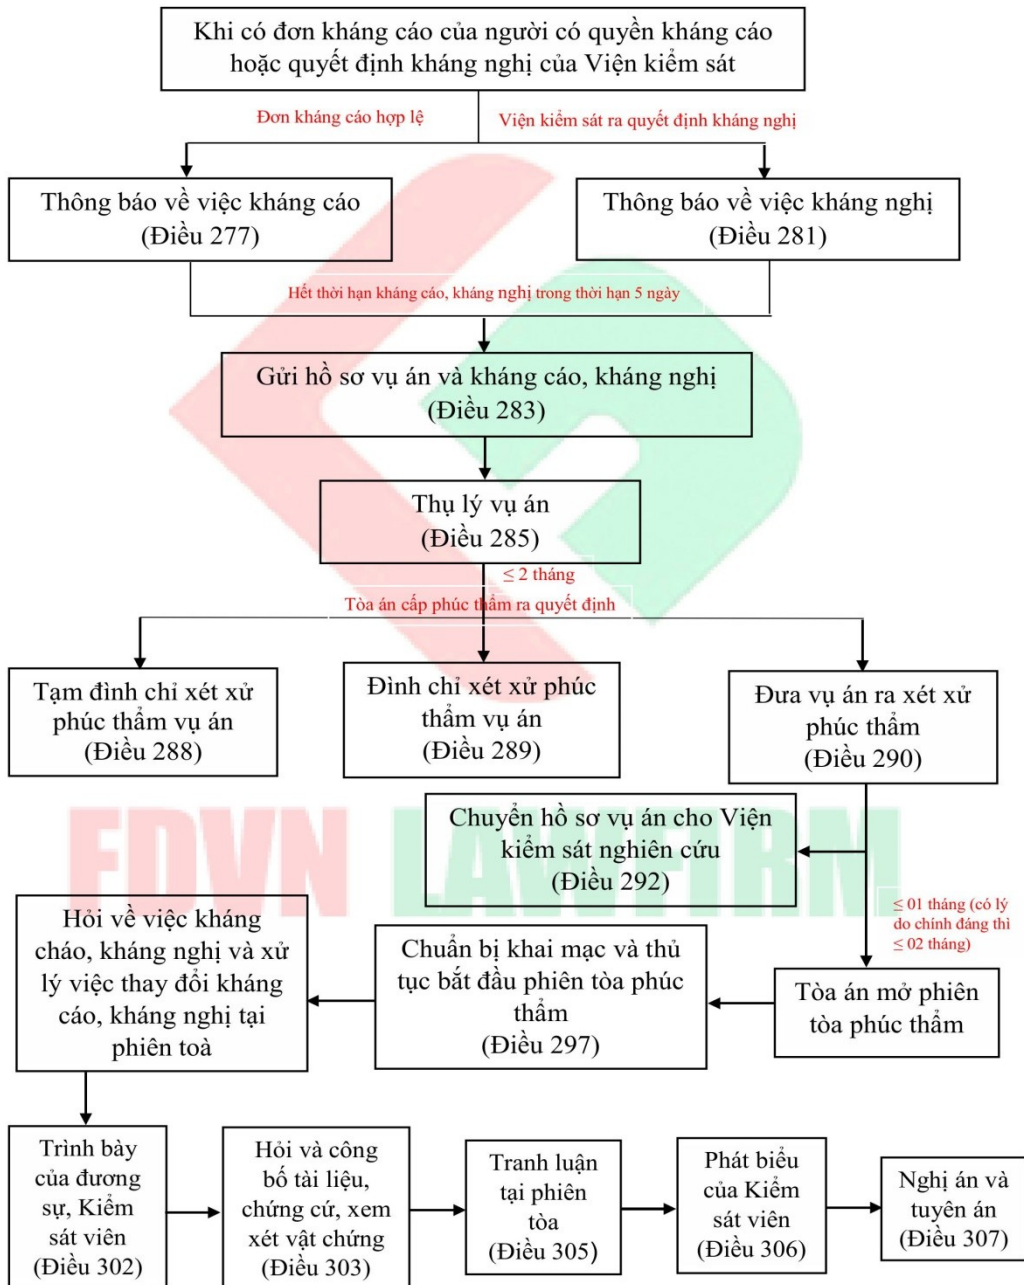 Khi có đơn kháng cáo của người có quyền kháng cáo
hoặc quyết định kháng nghị của Viện kiểm sát
Đơn kháng cáo hợp lệ
Viện kiểm sát ra quyết định kháng nghị
Thông báo về việc kháng cáo
(Điều 277)
Thông báo về việc kháng nghị
(Điều 281)
Hết thời hạn kháng cáo, kháng nghị trong thời hạn 5 ngày
Gửi hồ sơ vụ án và kháng cáo, kháng nghị
(Điều 283)
Thụ lý vụ án
(Điều 285)
≤ 2 tháng
Tòa án cấp phúc thẩm ra quyết định
Tạm đình chỉ xét xử
phúc thẩm vụ án
(Điều 288)
Đình chỉ xét xử phúc
thẩm vụ án
(Điều 289)
Đưa vụ án ra xét xử
phúc thẩm
(Điều 290)
Chuyển hồ sơ vụ án cho Viện
kiểm sát nghiên cứu
(Điều 292)
FDVN LAWFIRM
≤ 01 tháng (có lý
do chính đáng thì
≤ 02 tháng)
Tòa án mở phiên
tòa phúc thẩm
Chuẩn bị khai mạc và thủ
tục bắt đầu phiên tòa phúc
thẩm
(Điều 297)
Hỏi về việc kháng
cháo, kháng nghị và xử
lý việc thay đổi kháng
cáo, kháng nghị tại
phiên toà
Trình bày
của đương
sự, Kiểm
sát viên
(Điều 302)
Hỏi và công
bố tài liệu,
chứng cứ, xem
xét vật chứng
(Điều 303)
Tranh luận
tại phiên
tòa
(Điều 305)
Phát biểu
của Kiểm
sát viên
(Điều 306)
Nghị án và
tuyên án
(Điều 307)